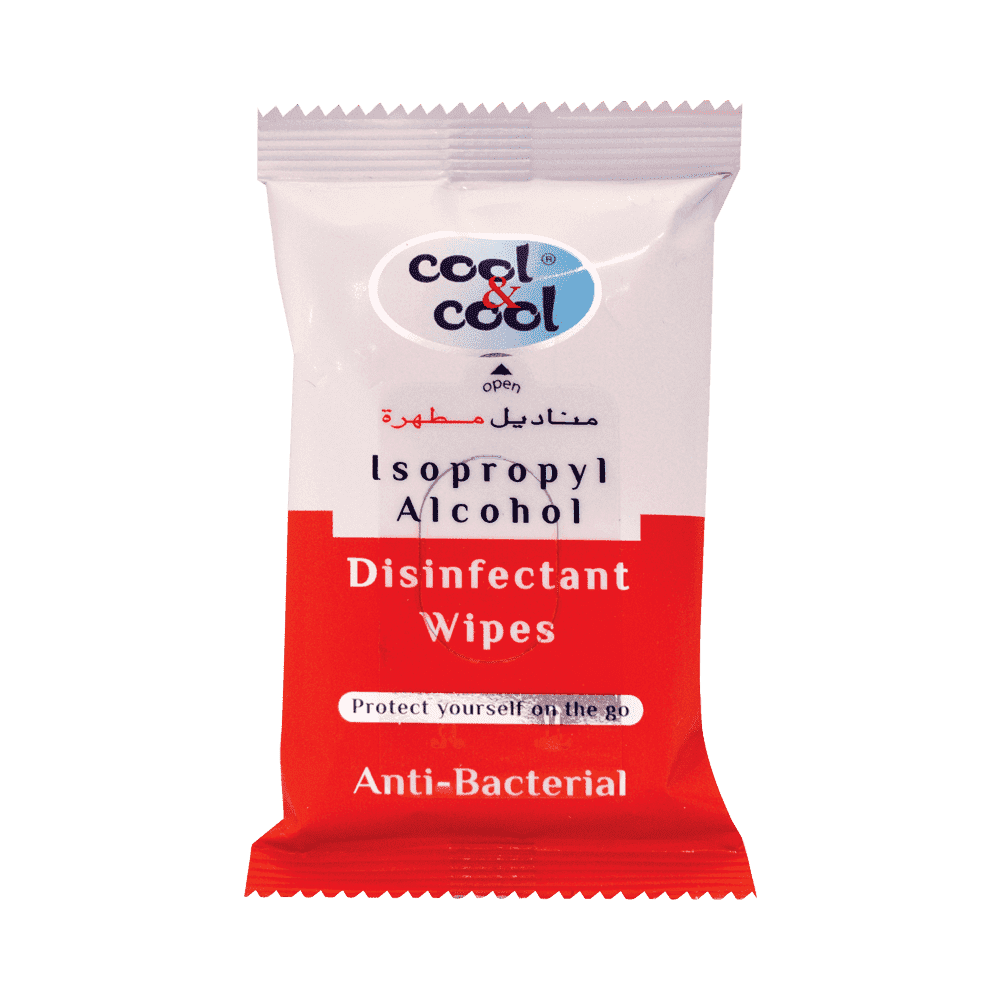 cool ®
&
cool
open
مناديل مطهرة
Isopropyl
Alcohol
Disinfectant
Wipes
Protect yourself on the go
Anti-Bacterial